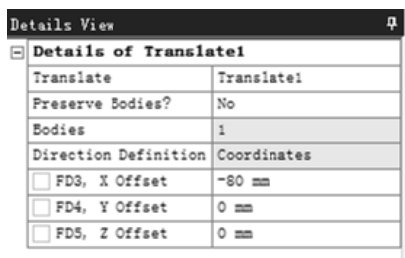 Details View
Details of Translate1
Translate Translate1
Preserve Bodies? No
Bodies 1
Direction Definition Coordinates
FD3, X Offset -80 mm
FD4, Y Offset 0 mm
FD5, Z Offset 0 mm